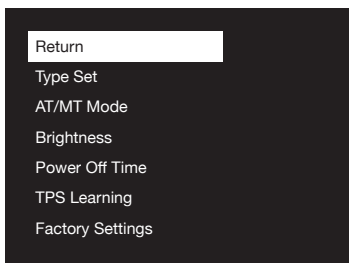 Return
Type Set
AT/MT Mode
Brightness
Power Off Time
TPS Learning
Factory Settings